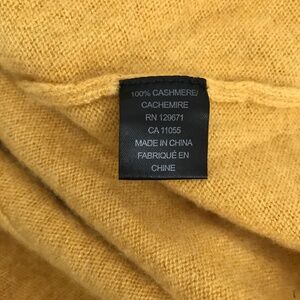 100% CASHMERE/
CACHEMIRE
RN 129671
CA 11055
MADE IN CHINA
FABRIQUÉ EN
CHINE